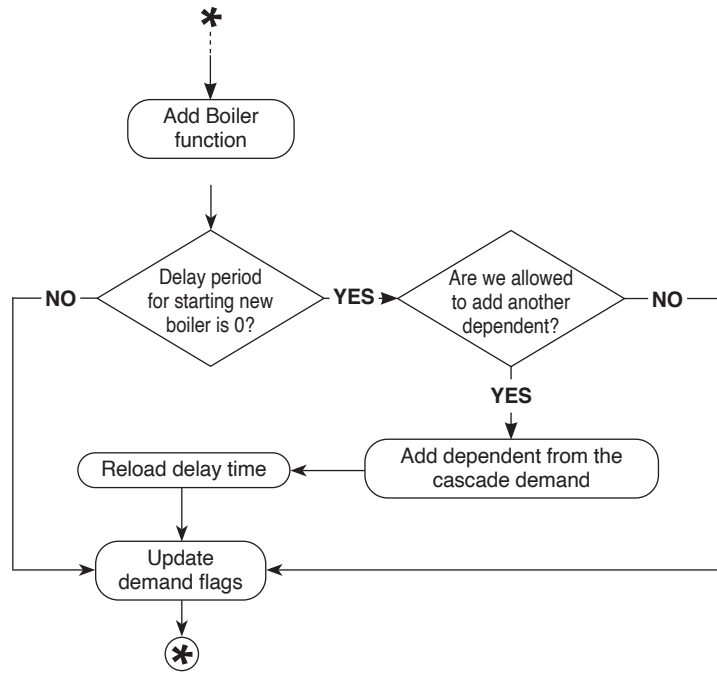 *
Add Boiler
function
Delay period
for starting new
boiler is 0?
NO
YES
Are we allowed
to add another
dependent?
NO
YES
Add dependent from the
cascade demand
Reload delay time
Update
demand flags
*